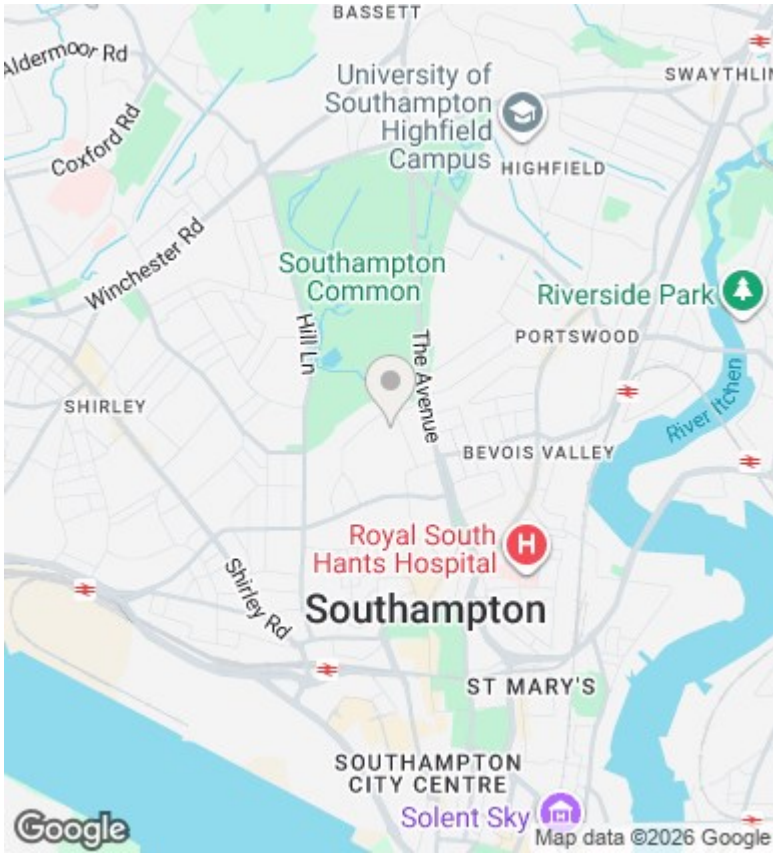 BASSETT
Aldermoor Rd
University of
Southampton
Highfield
Campus
SWAYTHLIN
Coxford Rd
HIGHFIELD
Winchester Rd
Southampton
Common
Riverside Park
Hill Ln
The Avenue
PORTSWOOD
SHIRLEY
River Itchen
BEVOIS VALLEY
Royal South
Hants Hospital
H
Shirley Rd
Southampton
ST MARY'S
SOUTHAMPTON
CITY CENTRE
Solent Sky
Google
Map data ©2026 Google